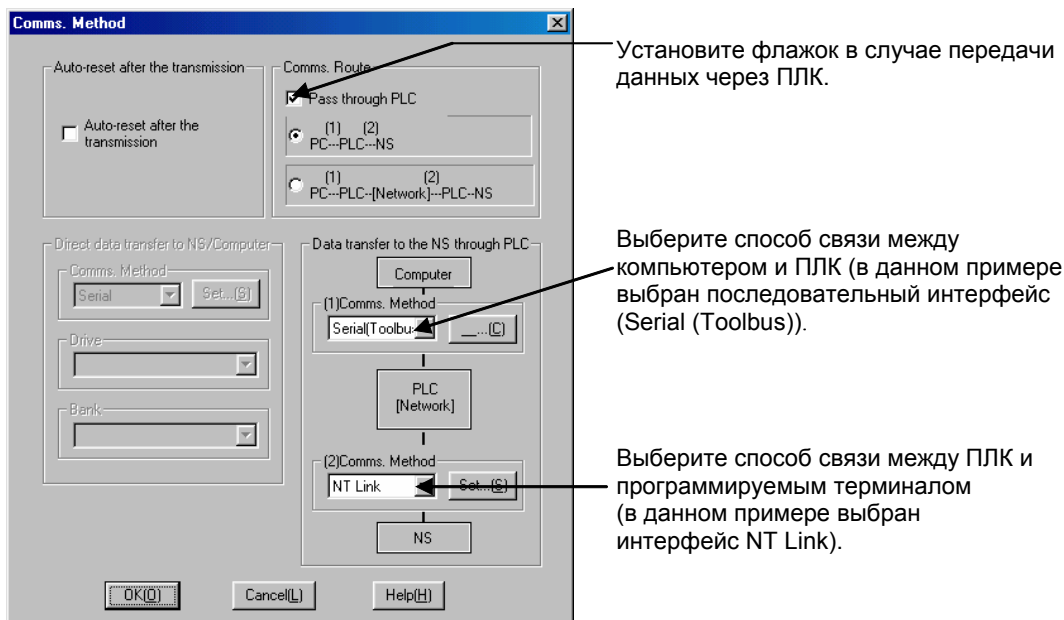 Comms. Method
Auto-reset after the transmission
Auto-reset after the
transmission
Comms. Route
Pass through PLC
(1) (2)
PC---PLC---NS
(1) (2)
PC---PLC--[Network]---PLC--NS
Установите флажок в случае передачи
данных через ПЛК.
Direct data transfer to NS/Computer
Comms. Method
Serial
Set...(S)
Drive
Bank
Data transfer to the NS through PLC
Computer
(1)Comms. Method
Serial(Toolbus
__...(C)
PLC
[Network]
(2)Comms. Method
NT Link
Set...(S)
NS
Выберите способ связи между
компьютером и ПЛК (в данном примере
выбран последовательный интерфейс
(Serial (Toolbus)).
Выберите способ связи между ПЛК и
программируемым терминалом
(в данном примере выбран
интерфейс NT Link).
OK(O)
Cancel(L)
Help(H)